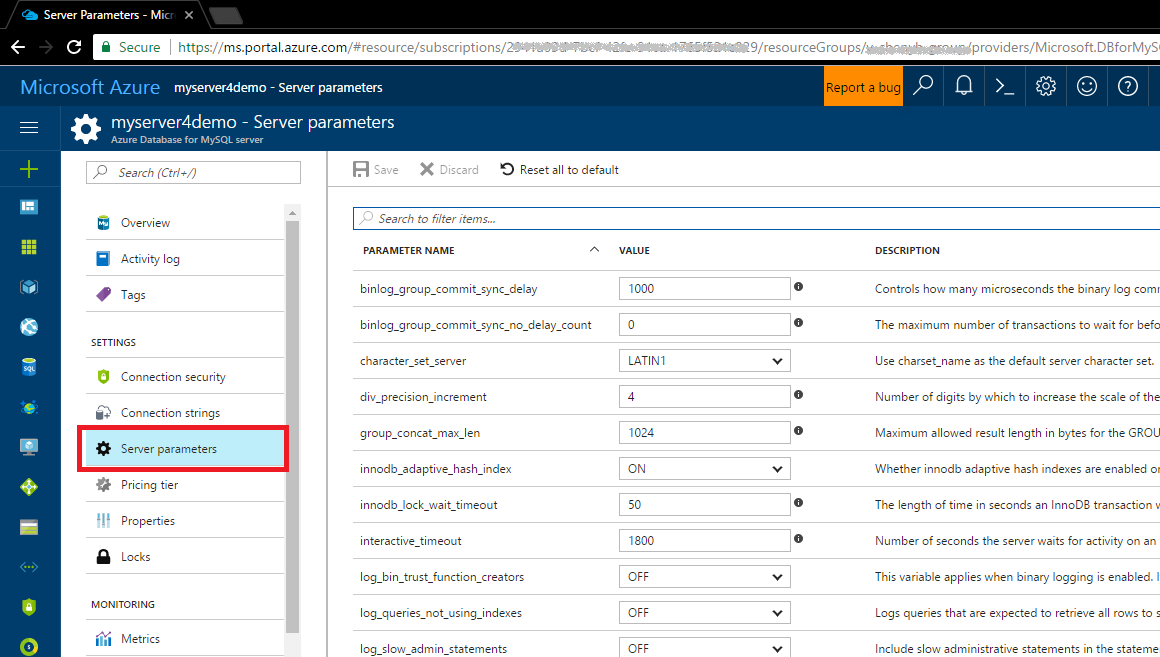 Server Parameters - Micr
Secure https://ms.portal.azure.com/#resource/subscriptions/ /resourceGroups/ /providers/Microsoft.DBforMyS
Microsoft Azure myserver4demo - Server parameters Report a bug
myserver4demo - Server parameters
Azure Database for MySQL server
Search (Ctrl+/)
Save Discard Reset all to default
Search to filter items...
Overview
Activity log
Tags
SETTINGS
Connection security
Connection strings
Server parameters
Pricing tier
Properties
Locks
MONITORING
Metrics
PARAMETER NAME VALUE DESCRIPTION
binlog_group_commit_sync_delay 1000 Controls how many microseconds the binary log com
binlog_group_commit_sync_no_delay_count 0 The maximum number of transactions to wait for befo
character_set_server LATIN1 Use charset_name as the default server character set.
div_precision_increment 4 Number of digits by which to increase the scale of the
group_concat_max_len 1024 Maximum allowed result length in bytes for the GROU
innodb_adaptive_hash_index ON Whether innodb adaptive hash indexes are enabled o
innodb_lock_wait_timeout 50 The length of time in seconds an InnoDB transaction w
interactive_timeout 1800 Number of seconds the server waits for activity on an
log_bin_trust_function_creators OFF This variable applies when binary logging is enabled. I
log_queries_not_using_indexes OFF Logs queries that are expected to retrieve all rows to s
log_slow_admin_statements OFF Include slow administrative statements in the stateme